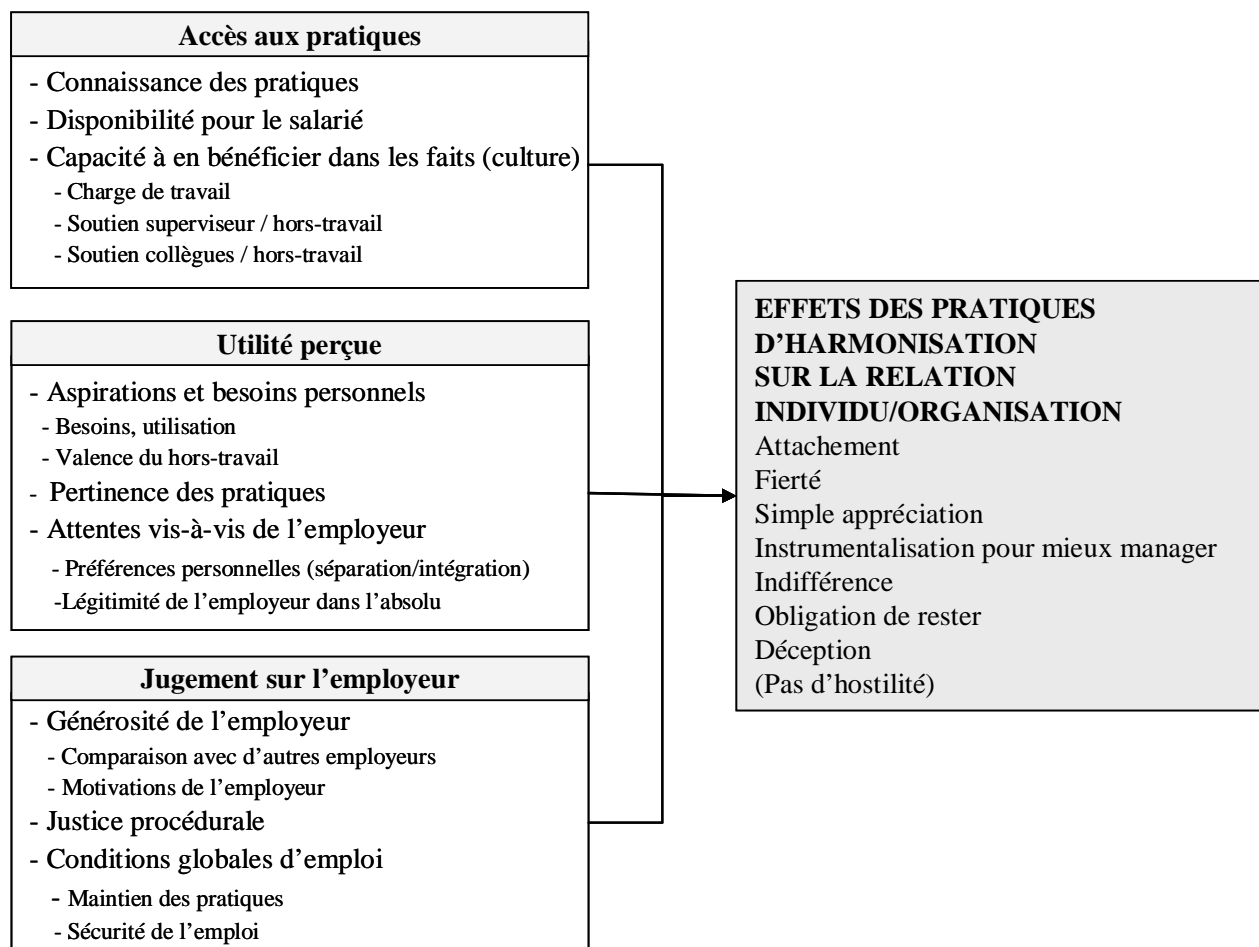 Accès aux pratiques
- Connaissance des pratiques
- Disponibilité pour le salarié
- Capacité à en bénéficier dans les faits (culture)
- Charge de travail
- Soutien superviseur / hors-travail
- Soutien collègues / hors-travail
Utilité perçue
- Aspirations et besoins personnels
- Besoins, utilisation
- Valence du hors-travail
- Pertinence des pratiques
- Attentes vis-à-vis de l’employeur
- Préférences personnelles (séparation/intégration)
-Légitimité de l’employeur dans l’absolu
Jugement sur l’employeur
- Générosité de l’employeur
- Comparaison avec d’autres employeurs
- Motivations de l’employeur
- Justice procédurale
- Conditions globales d’emploi
- Maintien des pratiques
- Sécurité de l’emploi
EFFETS DES PRATIQUES
D’HARMONISATION
SUR LA RELATION
INDIVIDU/ORGANISATION
Attachement
Fierté
Simple appréciation
Instrumentalisation pour mieux manager
Indifférence
Obligation de rester
Déception
(Pas d’hostilité)